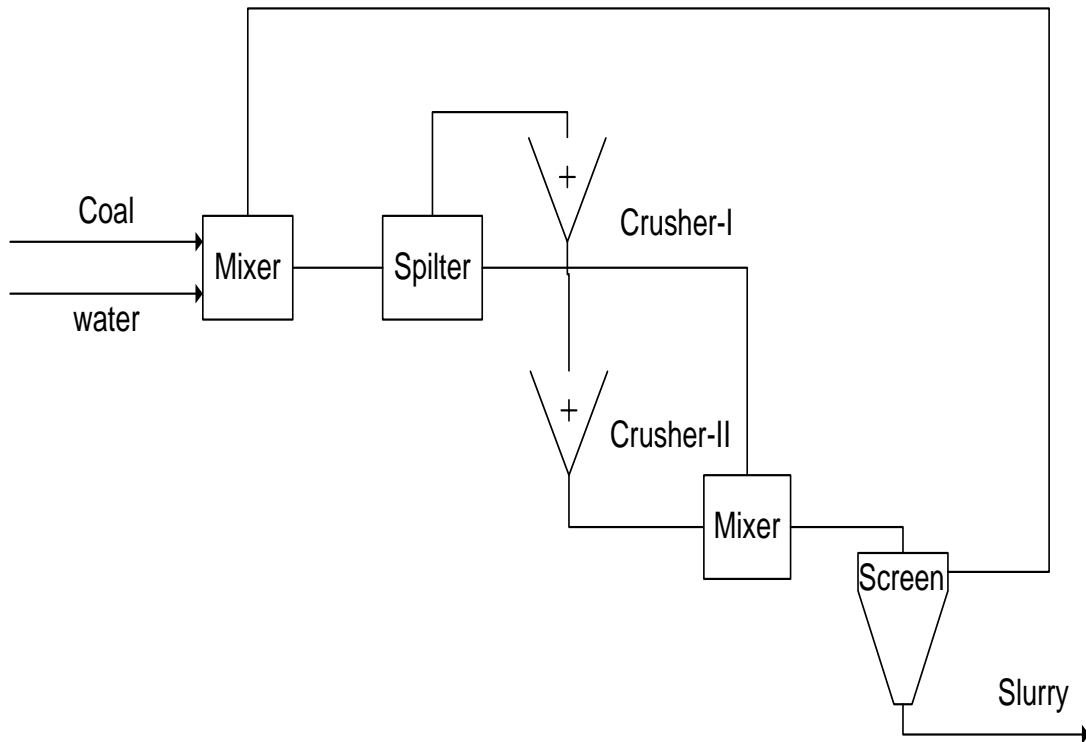 Coal
Mixer
water
Spilter
Crusher-I
Crusher-II
Mixer
Screen
Slurry